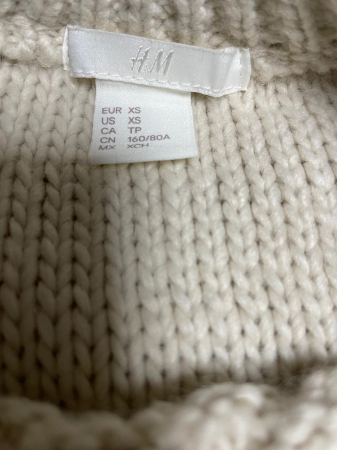 H&M
EUR XS
US XS
CA TP
CN 160/80A
MX XCH